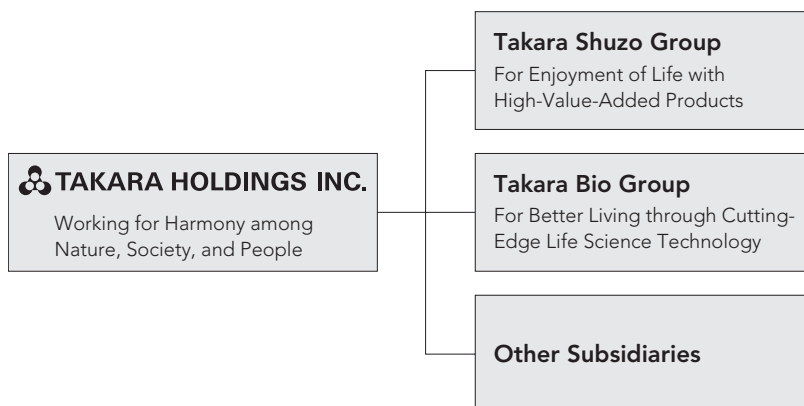 TAKARA HOLDINGS INC.
Working for Harmony among
Nature, Society, and People
Takara Shuzo Group
For Enjoyment of Life with
High-Value-Added Products
Takara Bio Group
For Better Living through Cutting-
Edge Life Science Technology
Other Subsidiaries